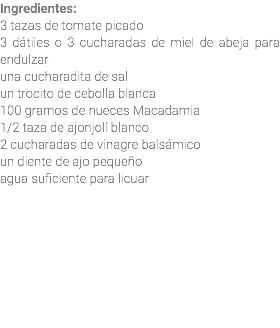 Ingredientes:
3 tazas de tomate picado
3 dátiles o 3 cucharadas de miel de abeja para
endulzar
una cucharadita de sal
un trocito de cebolla blanca
100 gramos de nueces Macadamia
1/2 taza de ajonjolí blanco
2 cucharadas de vinagre balsámico
un diente de ajo pequeño
agua suficiente para licuar